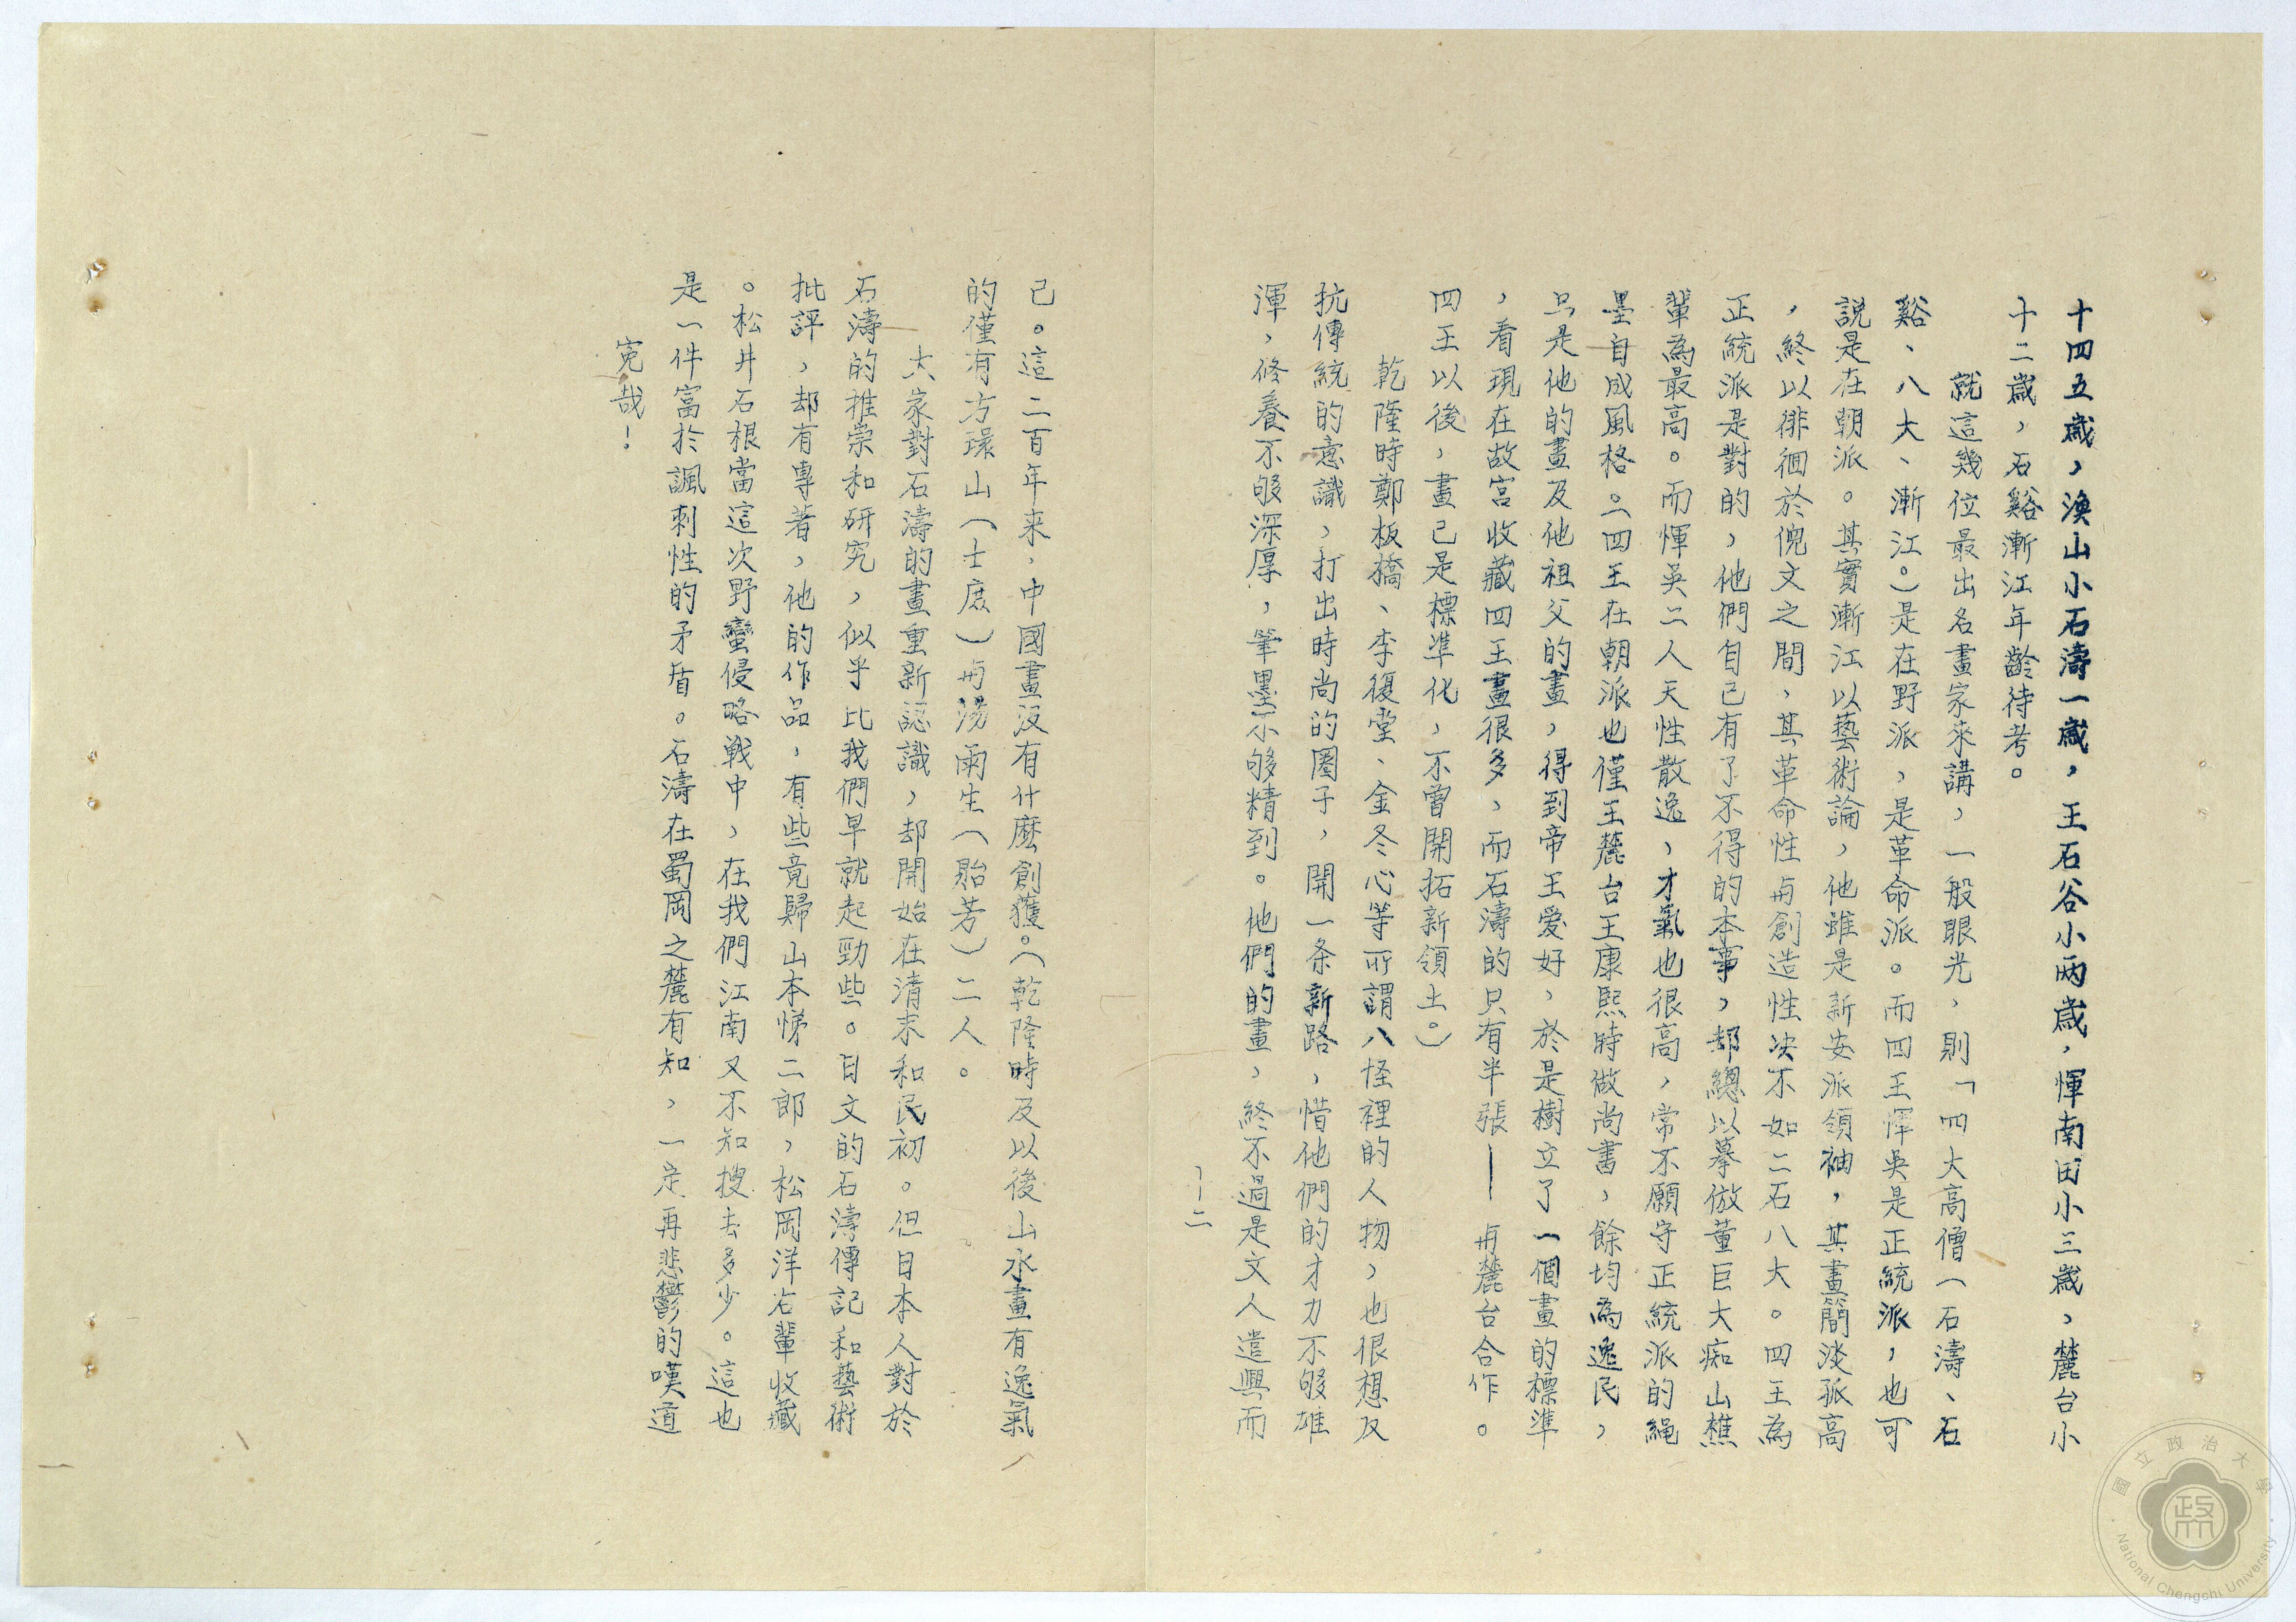 十四五歲，渙山小石濤一歲，王石谷小兩歲，惲南田小三歲，麓台小
十二歲，石谿漸江年齡待考。
就這幾位最出名畫家來講，一般眼光，則「四大高僧（石濤、石
谿、八大、漸江。）是在野派，是革命派。而四王惲吳是正統派，也可
說是在朝派。其實漸江以藝術論，他雖是新安派領袖，其畫簡淡孤高
，終以徘徊於倪文之間，其革命性与創造性決不如二石八大。四王為
正統派是對的，他們自己有了不得的本事，却總以摹倣董巨大痴山樵
輩為最高。而惲吳二人天性散逸，才氣也很高，常不願守正統派的繩
墨自成風格。（四王在朝派也僅王麓台王康熙時做尚書，餘均為逸民，
只是他的畫及他祖父的畫，得到帝王爱好，於是樹立了一個畫的標準
，看現在故宮收藏四王畫很多，而石濤的只有半張——与麓台合作。
四王以後，畫已是標準化，不曾開拓新領土。）
乾隆時鄭板橋、李復堂、金冬心等所謂八怪裡的人物，也很想反
抗傳統的意識，打出時尚的圈子，開一条新路，惜他們的才力不够雄
渾，修養不够深厚，筆墨不够精到。他們的畫，終不過是文人遣興而
十二
已。這二百年来，中國畫没有什麽創獲。（乾隆時及以後山水畫有逸氣
的僅有方環山（士庶）与湯雨生（貽芳）二人。
大家對石濤的畫重新認識，却開始在清末和民初。但日本人對於
石濤的推崇和研究，似乎比我們早就起勁些。日文的石濤傳記和藝術
批評，却有專著，他的作品，有些竟歸山本悌二郎，松岡洋右輩收藏
。松井石根當這次野蠻侵略戰中，在我們江南又不知搜去多少。這也
是一件富於諷刺性的矛盾。石濤在蜀岡之麓有知，一定再悲鬱的嘆道
冤哉！
國立政治大學
National Chengchi University